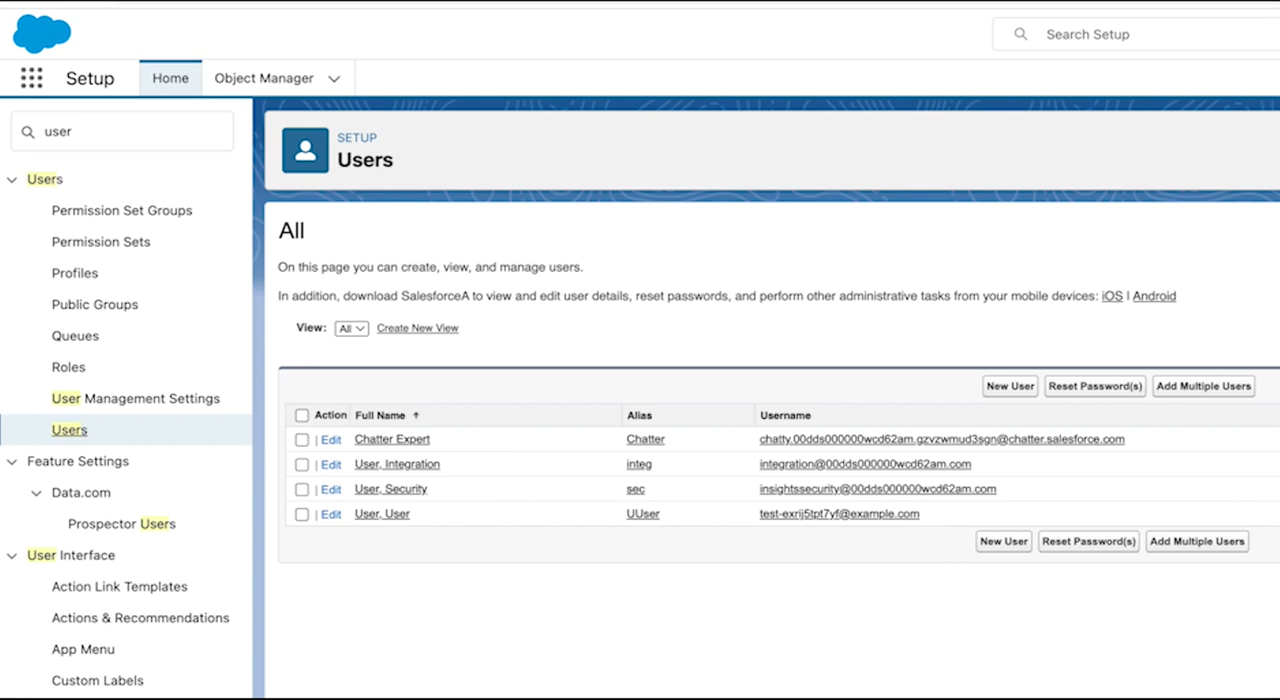 Search Setup
Setup Home Object Manager
user
Users
Permission Set Groups
Permission Sets
Profiles
Public Groups
Queues
Roles
User Management Settings
Users
Feature Settings
Data.com
Prospector Users
User Interface
Action Link Templates
Actions & Recommendations
App Menu
Custom Labels
SETUP
Users
All
On this page you can create, view, and manage users.
In addition, download SalesforceA to view and edit user details, reset passwords, and perform other administrative tasks from your mobile devices: iOS | Android
View: All Create New View
New User Reset Password(s) Add Multiple Users
Action Full Name ↑ Alias Username
| Edit Chatter Expert Chatter chatty.00dds000000wcd62am.gzvzwmud3sgn@chatter.salesforce.com
| Edit User, Integration integ integration@00dds000000wcd62am.com
| Edit User, Security sec insightssecurity@00dds000000wcd62am.com
| Edit User, User UUser test-exrij5tpt7yf@example.com
New User Reset Password(s) Add Multiple Users